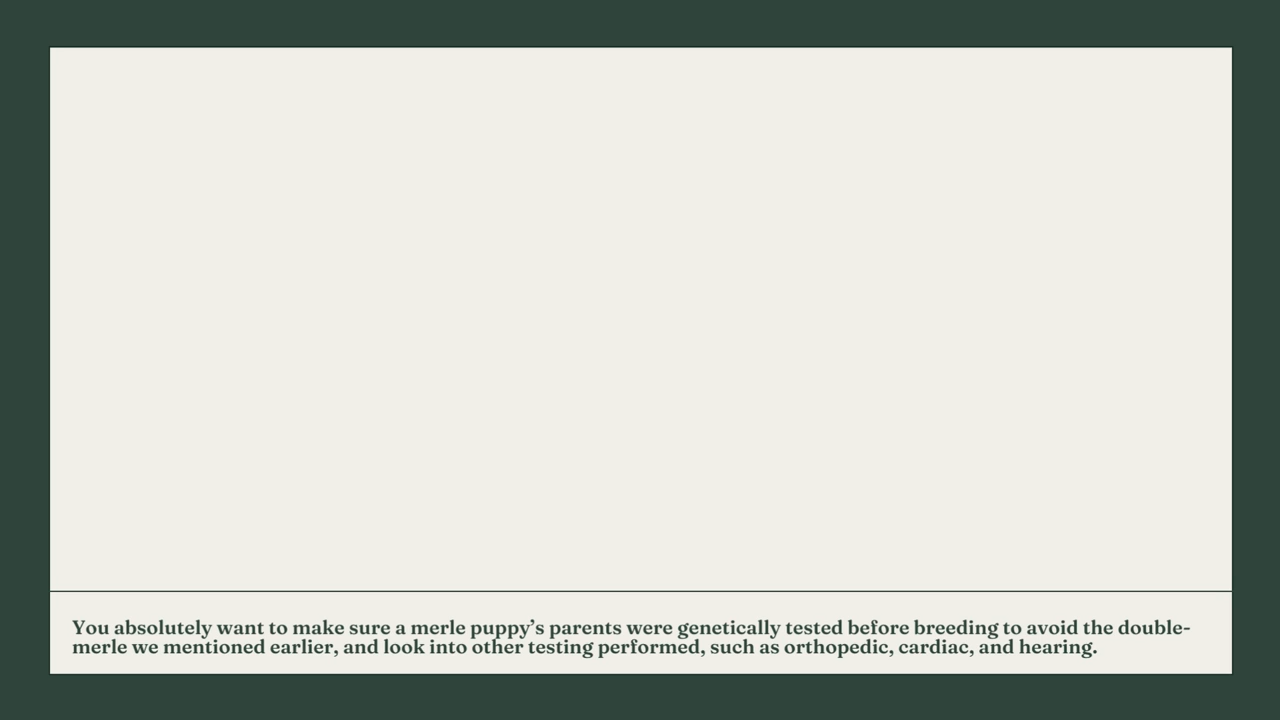 You absolutely want to make sure a merle puppy’s parents were genetically tested before breeding to avoid the double-
merle we mentioned earlier, and look into other testing performed, such as orthopedic, cardiac, and hearing.